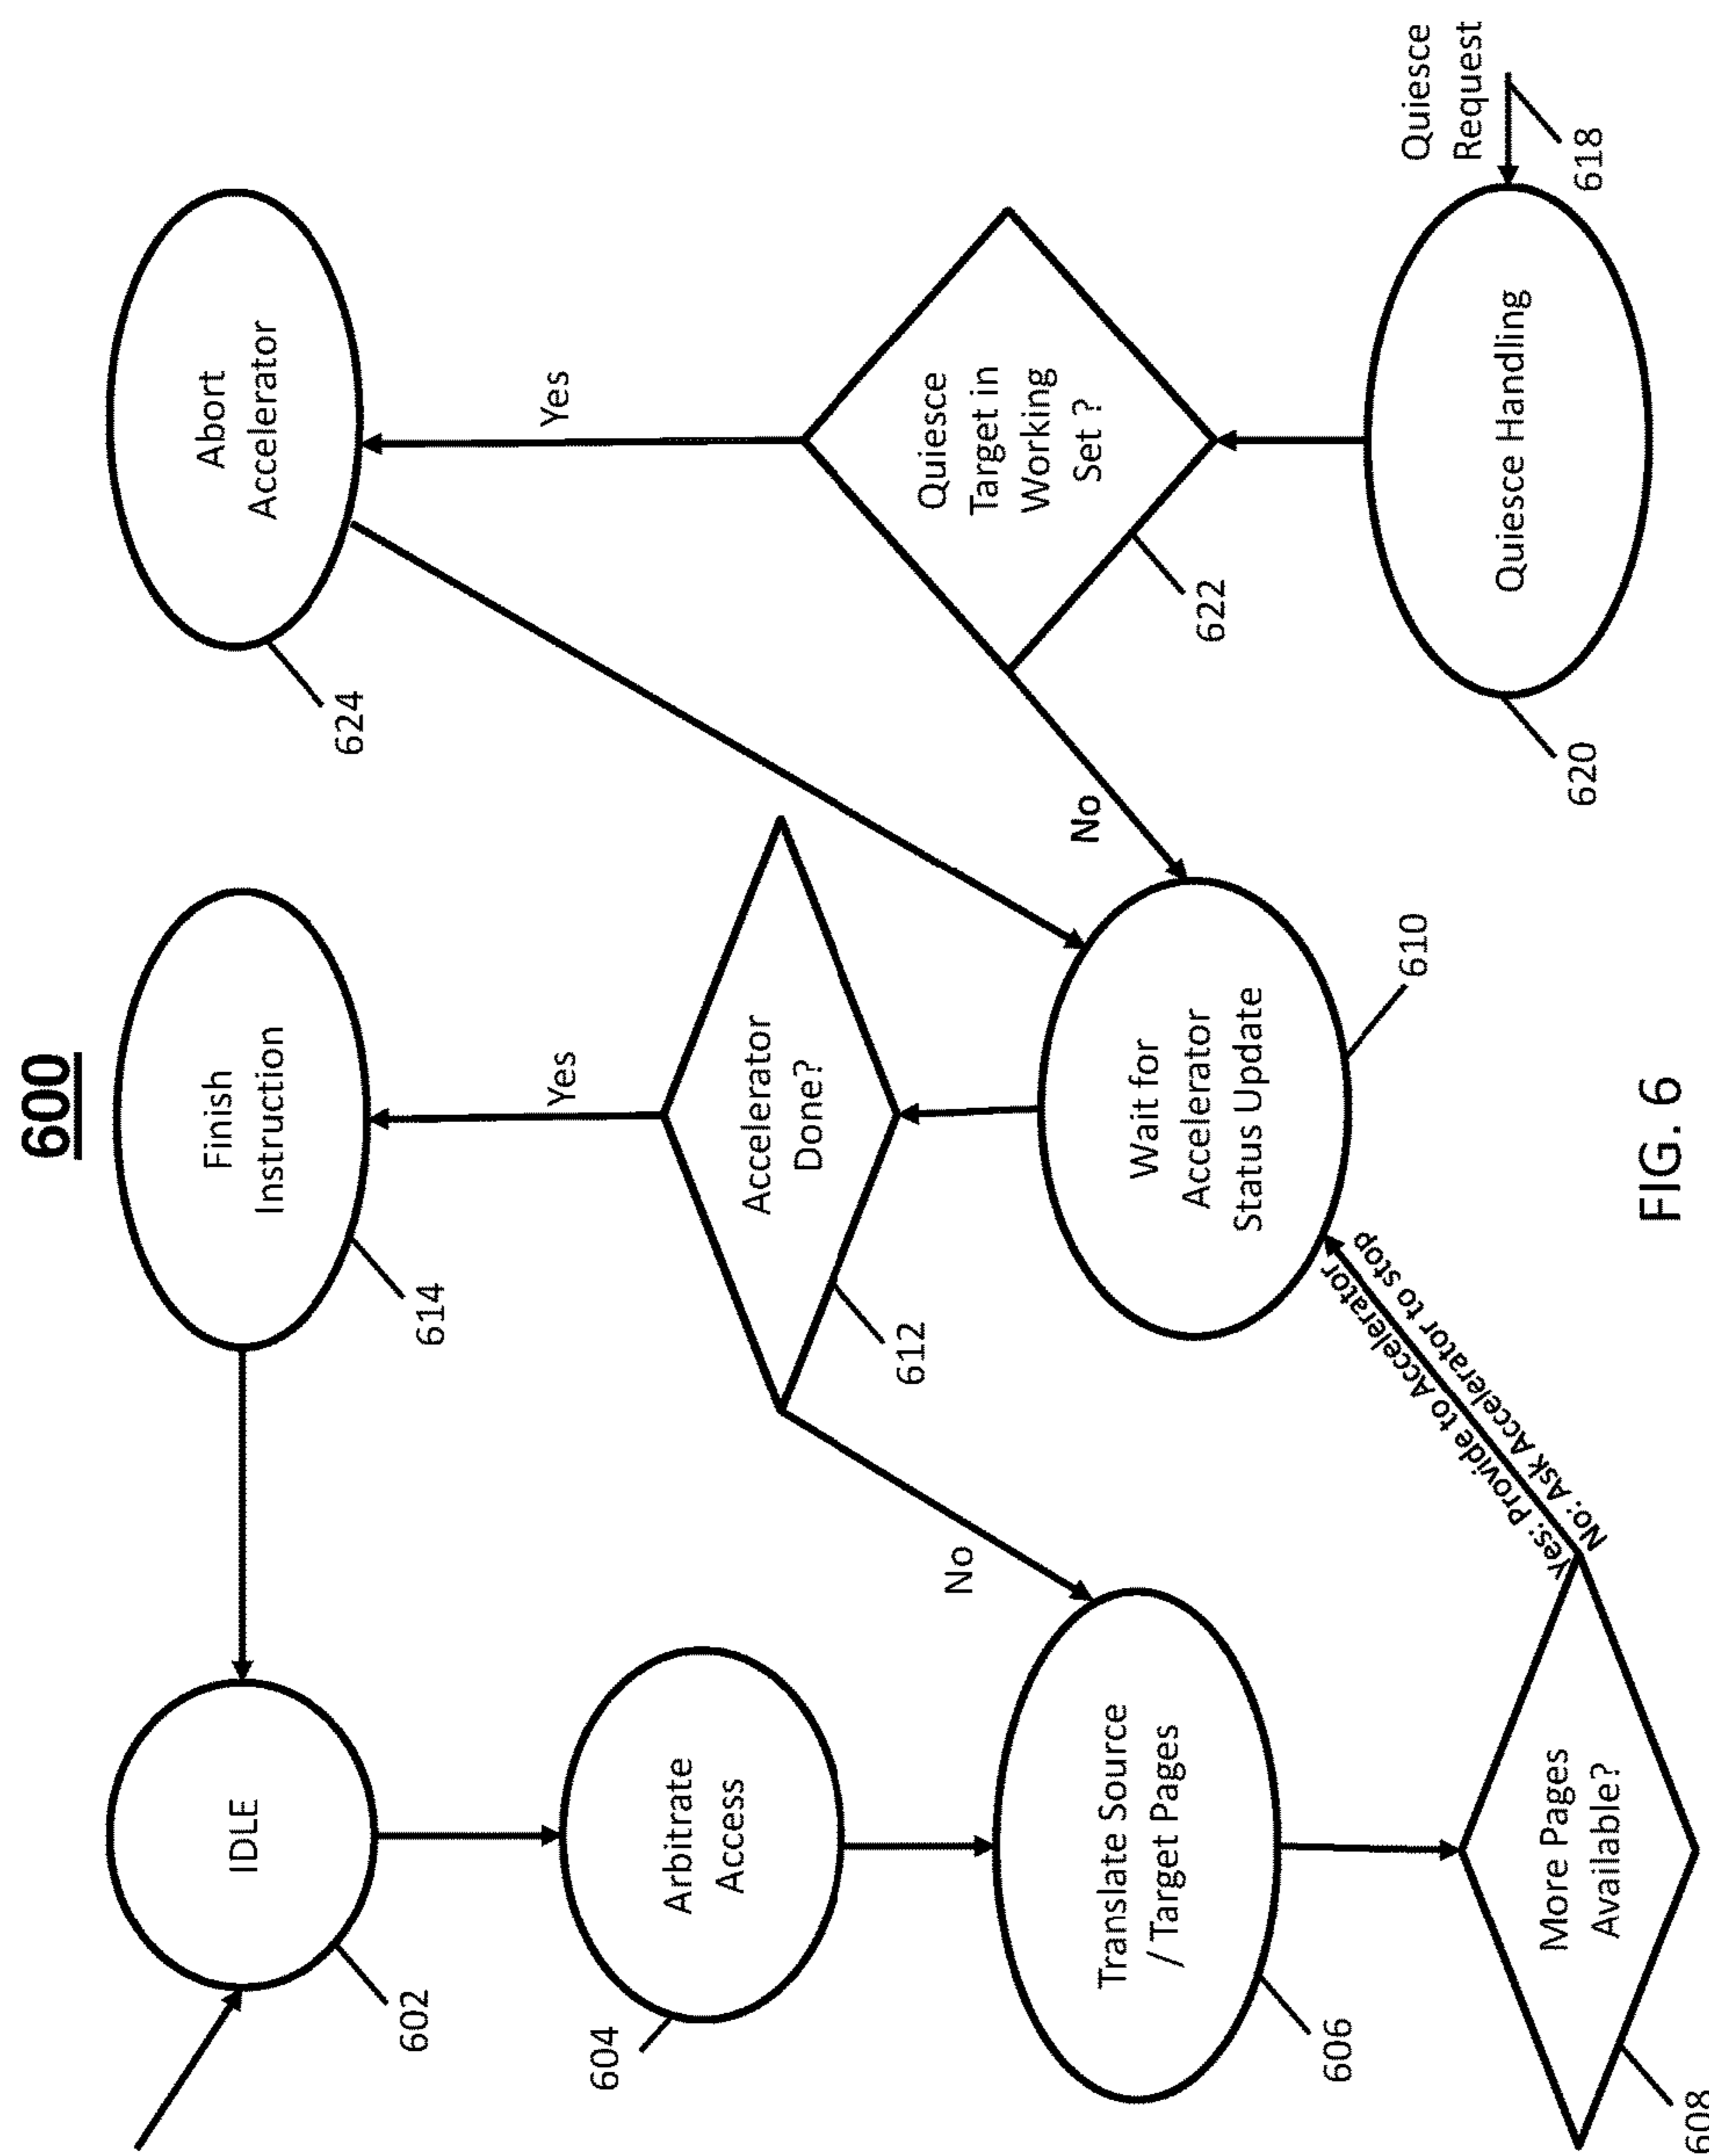 600
IDLE
602
Arbitrate
Access
604
Translate Source
/ Target Pages
606
More Pages
Available?
608
Yes: Provide to Accelerator
No: Ask Accelerator to stop
Finish
Instruction
614
Yes
Accelerator
Done?
612
No
Wait for
Accelerator
Status Update
610
Abort
Accelerator
624
Yes
Quiesce
Target in
Working
Set ?
622
No
Quiesce Handling
620
Quiesce
Request
618
FIG. 6